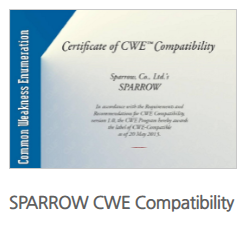 Common Weakness Enumeration
Certificate of CWE™ Compatibility
Sparrow, Co., Ltd.'s
SPARROW
In accordance with the Requirements and
Recommendations for CWE Compatibility,
version 1.0, the CWE Program hereby awards
the label of CWE-Compatible
as of 29 May 2015.
SPARROW CWE Compatibility